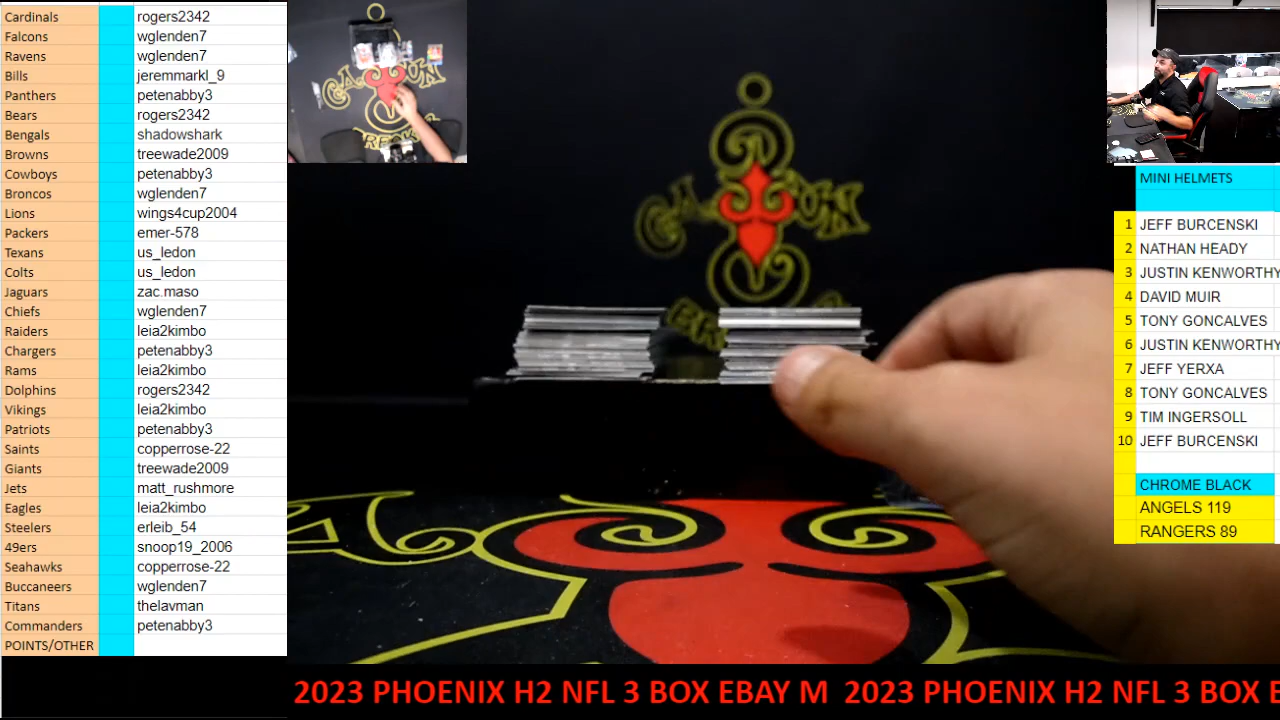 Cardinals rogers2342
Falcons wglenden7
Ravens wglenden7
Bills jeremmarkl_9
Panthers petenabby3
Bears rogers2342
Bengals shadowshark
Browns treewade2009
Cowboys petenabby3
Broncos wglenden7
Lions wings4cup2004
Packers emer-578
Texans us_ledon
Colts us_ledon
Jaguars zac.maso
Chiefs wglenden7
Raiders leia2kimbo
Chargers petenabby3
Rams leia2kimbo
Dolphins rogers2342
Vikings leia2kimbo
Patriots petenabby3
Saints copperrose-22
Giants treewade2009
Jets matt_rushmore
Eagles leia2kimbo
Steelers erleib_54
49ers snoop19_2006
Seahawks copperrose-22
Buccaneers wglenden7
Titans thelavman
Commanders petenabby3
POINTS/OTHER
MINI HELMETS
1 JEFF BURCENSKI
2 NATHAN HEADY
3 JUSTIN KENWORTHY
4 DAVID MUIR
5 TONY GONCALVES
6 JUSTIN KENWORTHY
7 JEFF YERXA
8 TONY GONCALVES
9 TIM INGERSOLL
10 JEFF BURCENSKI
CHROME BLACK
ANGELS 119
RANGERS 89
2023 PHOENIX H2 NFL 3 BOX EBAY M 2023 PHOENIX H2 NFL 3 BOX E